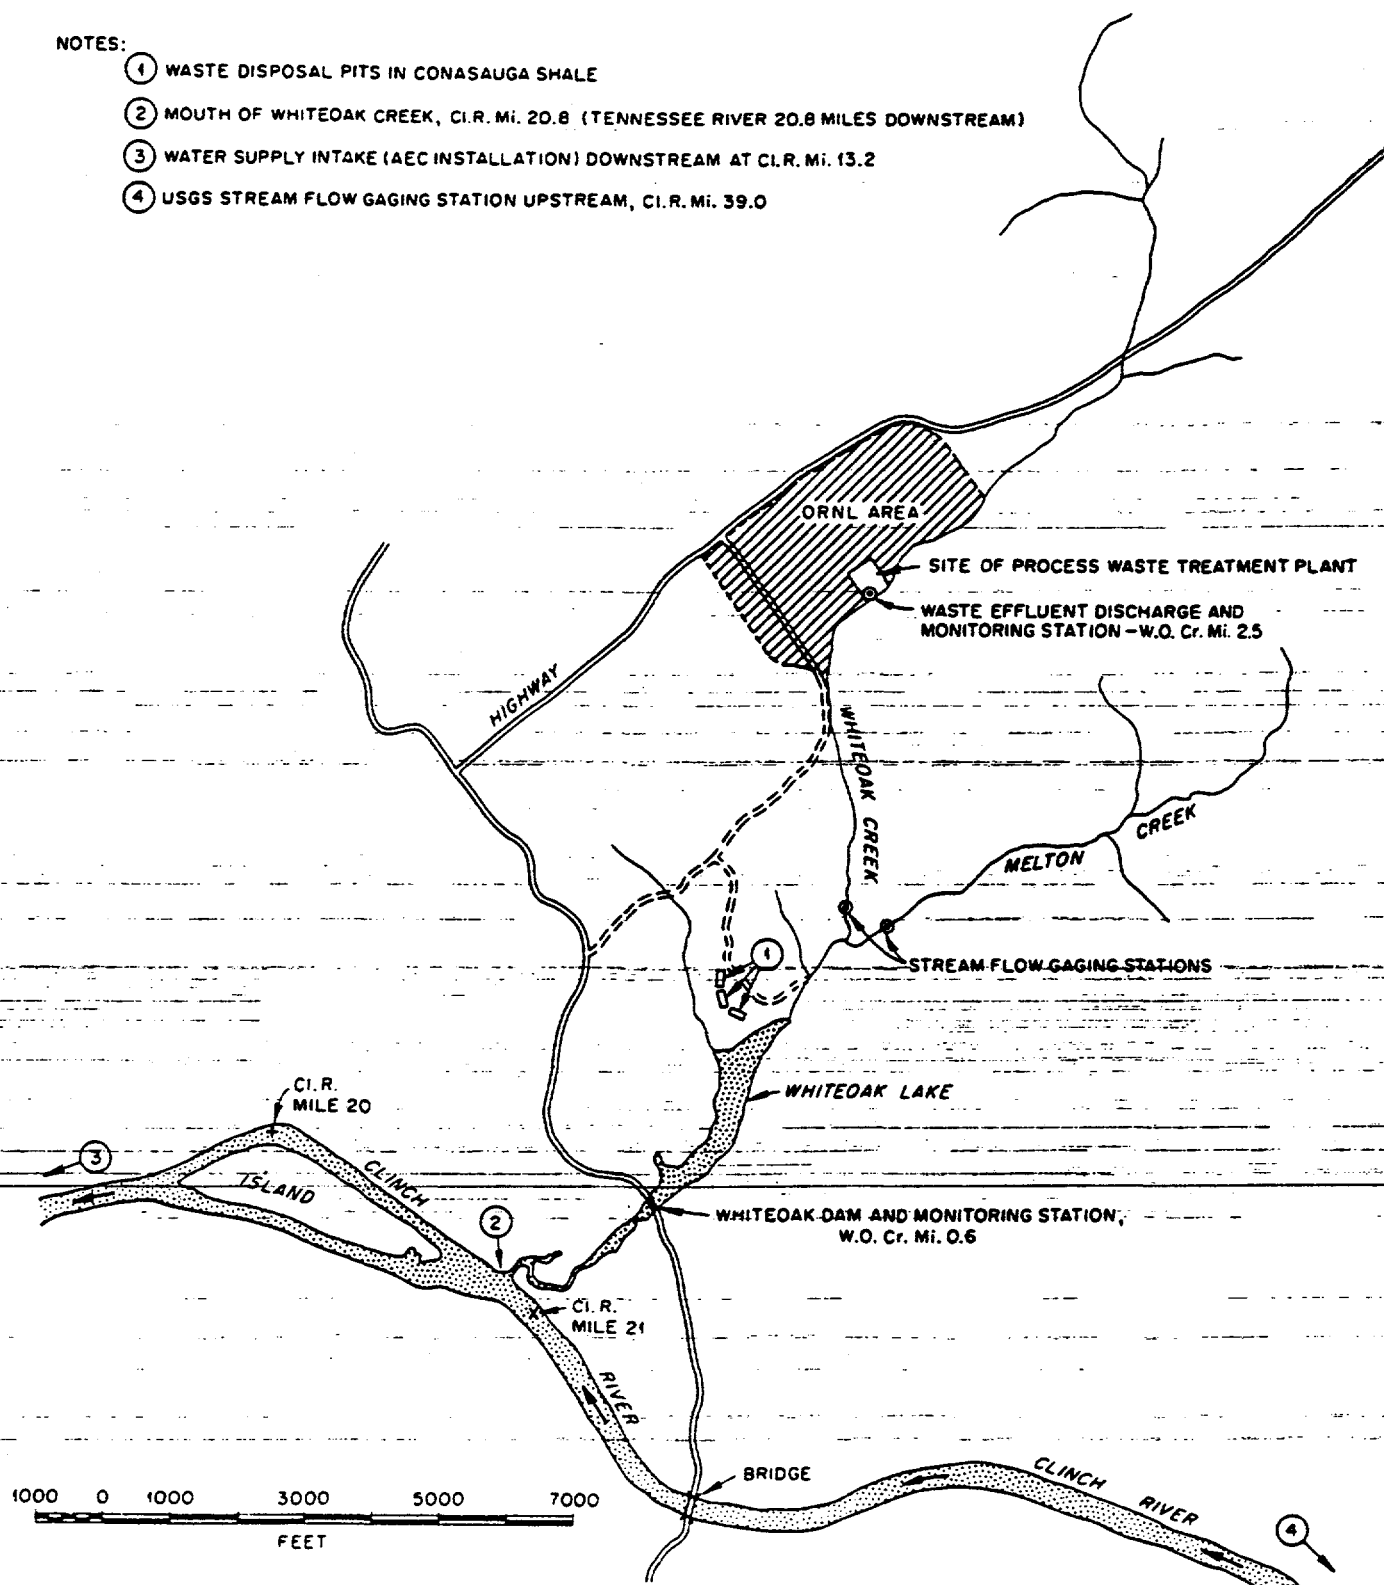 NOTES:
1 WASTE DISPOSAL PITS IN CONASAUGA SHALE
2 MOUTH OF WHITEOAK CREEK, Cl.R. Mi. 20.8 (TENNESSEE RIVER 20.8 MILES DOWNSTREAM)
3 WATER SUPPLY INTAKE (AEC INSTALLATION) DOWNSTREAM AT Cl.R. Mi. 13.2
4 USGS STREAM FLOW GAGING STATION UPSTREAM, Cl.R. Mi. 39.0
ORNL AREA
SITE OF PROCESS WASTE TREATMENT PLANT
WASTE EFFLUENT DISCHARGE AND
MONITORING STATION – W.O. Cr. Mi. 2.5
HIGHWAY
WHITEOAK CREEK
MELTON CREEK
1
STREAM FLOW GAGING STATIONS
WHITEOAK LAKE
Cl. R.
MILE 20
3
CLINCH
ISLAND
2
WHITEOAK DAM AND MONITORING STATION,
W.O. Cr. Mi. 0.6
Cl. R.
MILE 21
RIVER
BRIDGE
CLINCH
RIVER
4
1000 0 1000 3000 5000 7000
FEET